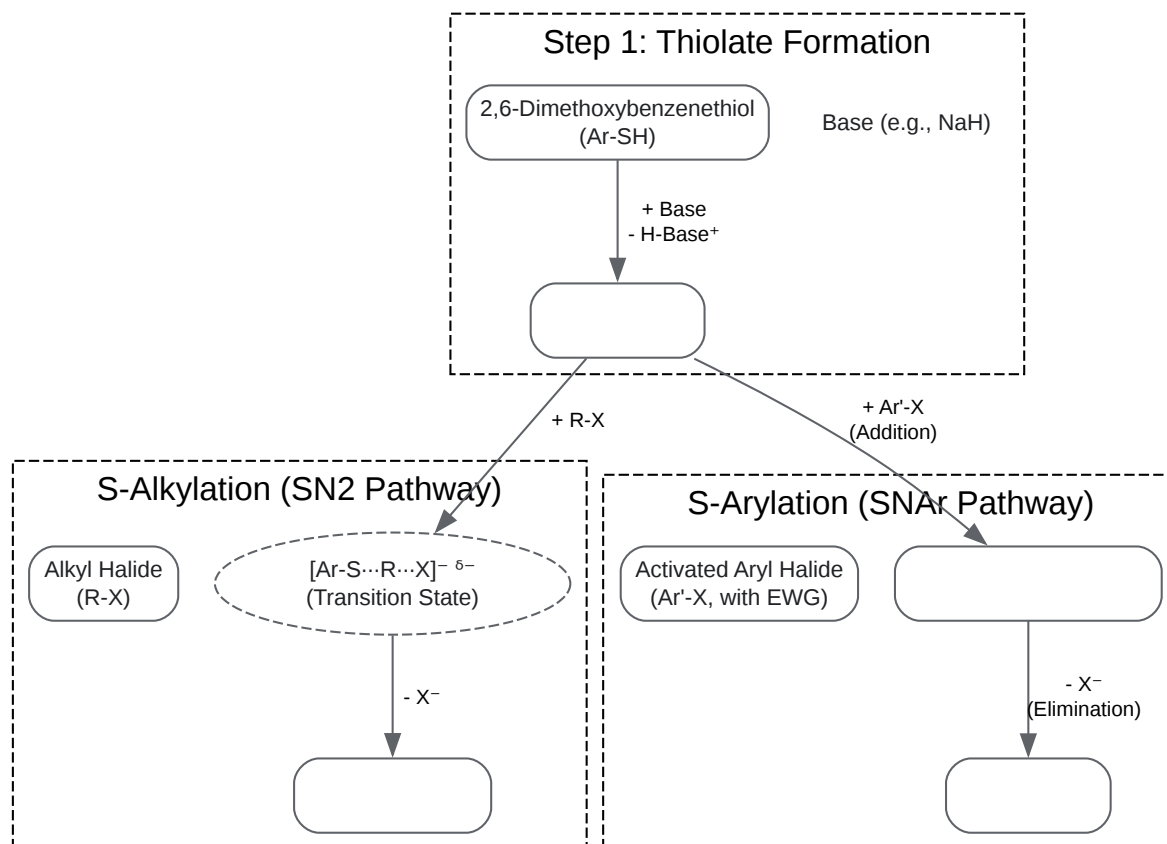 Step 1: Thiolate Formation
2,6-Dimethoxybenzenethiol
(Ar-SH)
Base (e.g., NaH)
+ Base
- H-Base⁺
+ R-X
+ Ar'-X
(Addition)
S-Alkylation (SN2 Pathway)
Alkyl Halide
(R-X)
[Ar-S···R···X]⁻ ᵟ⁻
(Transition State)
- X⁻
S-Arylation (SNAr Pathway)
Activated Aryl Halide
(Ar'-X, with EWG)
- X⁻
(Elimination)